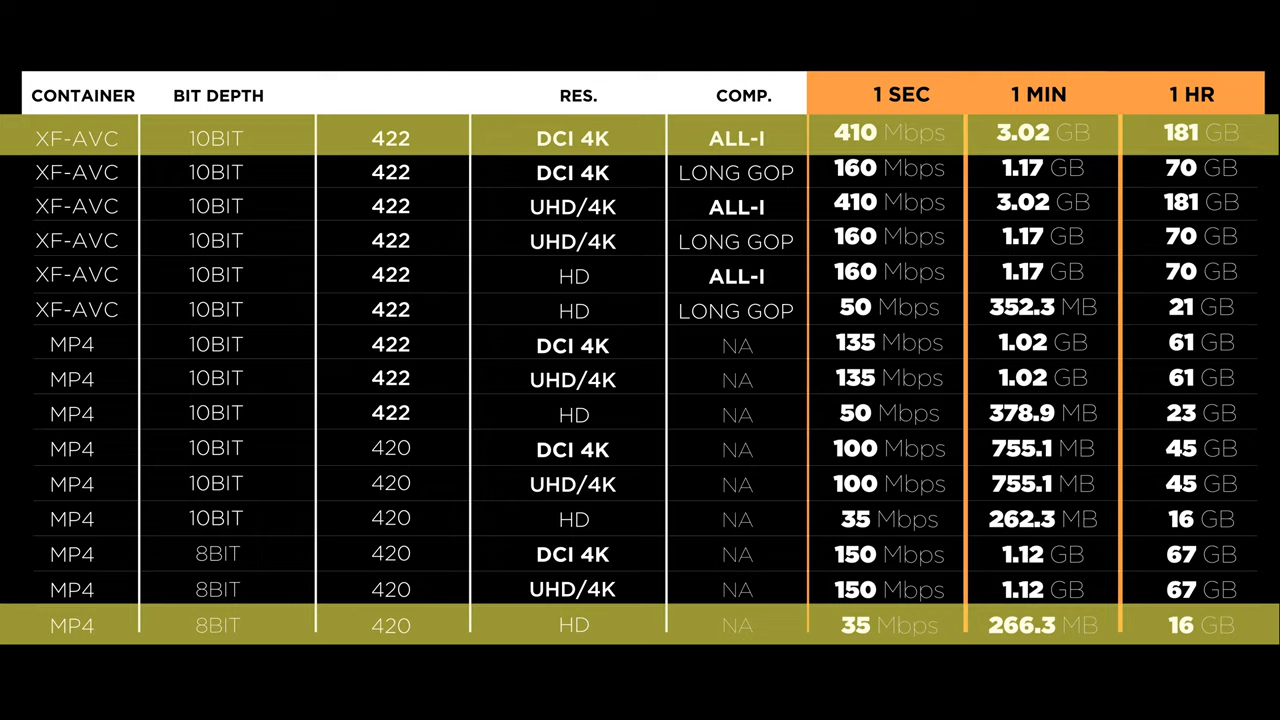 CONTAINER BIT DEPTH RES. COMP. 1 SEC 1 MIN 1 HR
XF-AVC 10BIT 422 DCI 4K ALL-I 410 Mbps 3.02 GB 181 GB
XF-AVC 10BIT 422 DCI 4K LONG GOP 160 Mbps 1.17 GB 70 GB
XF-AVC 10BIT 422 UHD/4K ALL-I 410 Mbps 3.02 GB 181 GB
XF-AVC 10BIT 422 UHD/4K LONG GOP 160 Mbps 1.17 GB 70 GB
XF-AVC 10BIT 422 HD ALL-I 160 Mbps 1.17 GB 70 GB
XF-AVC 10BIT 422 HD LONG GOP 50 Mbps 352.3 MB 21 GB
MP4 10BIT 422 DCI 4K NA 135 Mbps 1.02 GB 61 GB
MP4 10BIT 422 UHD/4K NA 135 Mbps 1.02 GB 61 GB
MP4 10BIT 422 HD NA 50 Mbps 378.9 MB 23 GB
MP4 10BIT 420 DCI 4K NA 100 Mbps 755.1 MB 45 GB
MP4 10BIT 420 UHD/4K NA 100 Mbps 755.1 MB 45 GB
MP4 10BIT 420 HD NA 35 Mbps 262.3 MB 16 GB
MP4 8BIT 420 DCI 4K NA 150 Mbps 1.12 GB 67 GB
MP4 8BIT 420 UHD/4K NA 150 Mbps 1.12 GB 67 GB
MP4 8BIT 420 HD NA 35 Mbps 266.3 MB 16 GB